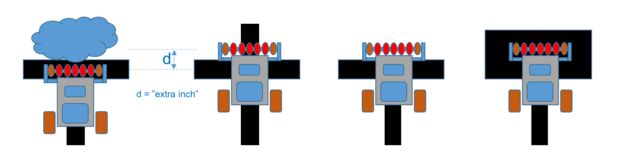 d
d = "extra inch"